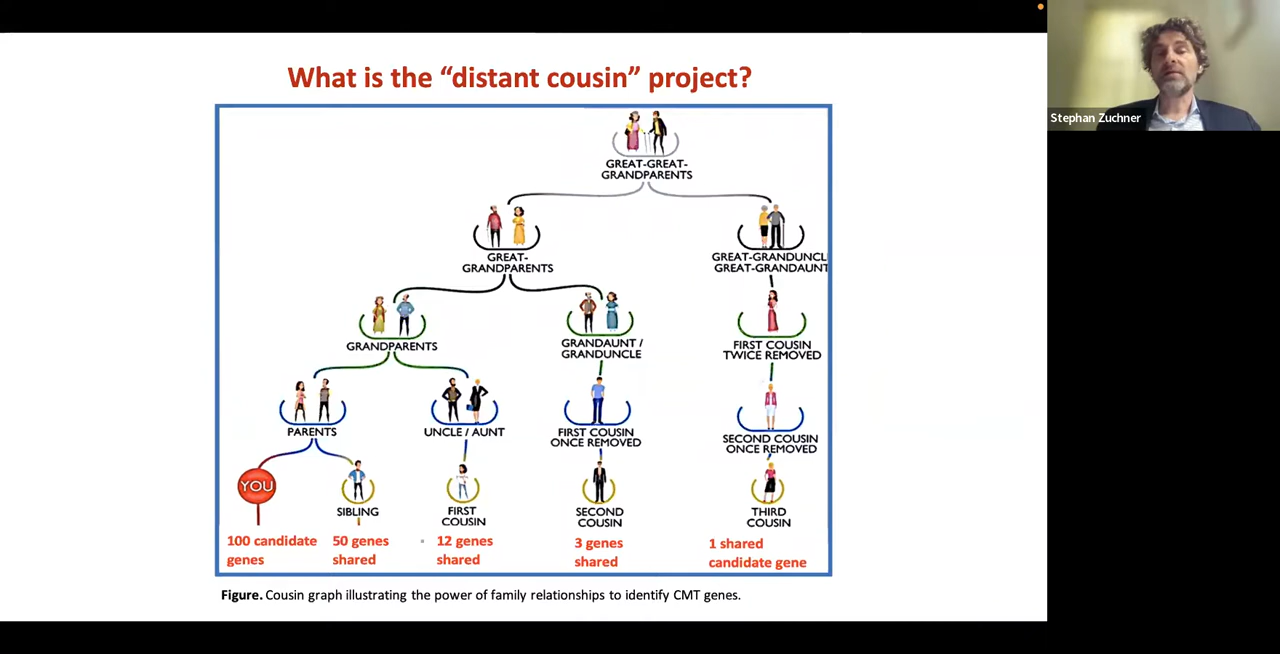 What is the “distant cousin” project?
Stephan Zuchner
GREAT-GREAT-
GRANDPARENTS
GREAT-
GRANDPARENTS
GREAT-GRANDUNCL
GREAT-GRANDAUNT
GRANDPARENTS
GRANDAUNT /
GRANDUNCLE
FIRST COUSIN
TWICE REMOVED
PARENTS
UNCLE / AUNT
FIRST COUSIN
ONCE REMOVED
SECOND COUSIN
ONCE REMOVED
YOU
SIBLING
FIRST
COUSIN
SECOND
COUSIN
THIRD
COUSIN
100 candidate
genes
50 genes
shared
12 genes
shared
3 genes
shared
1 shared
candidate gene
Figure. Cousin graph illustrating the power of family relationships to identify CMT genes.